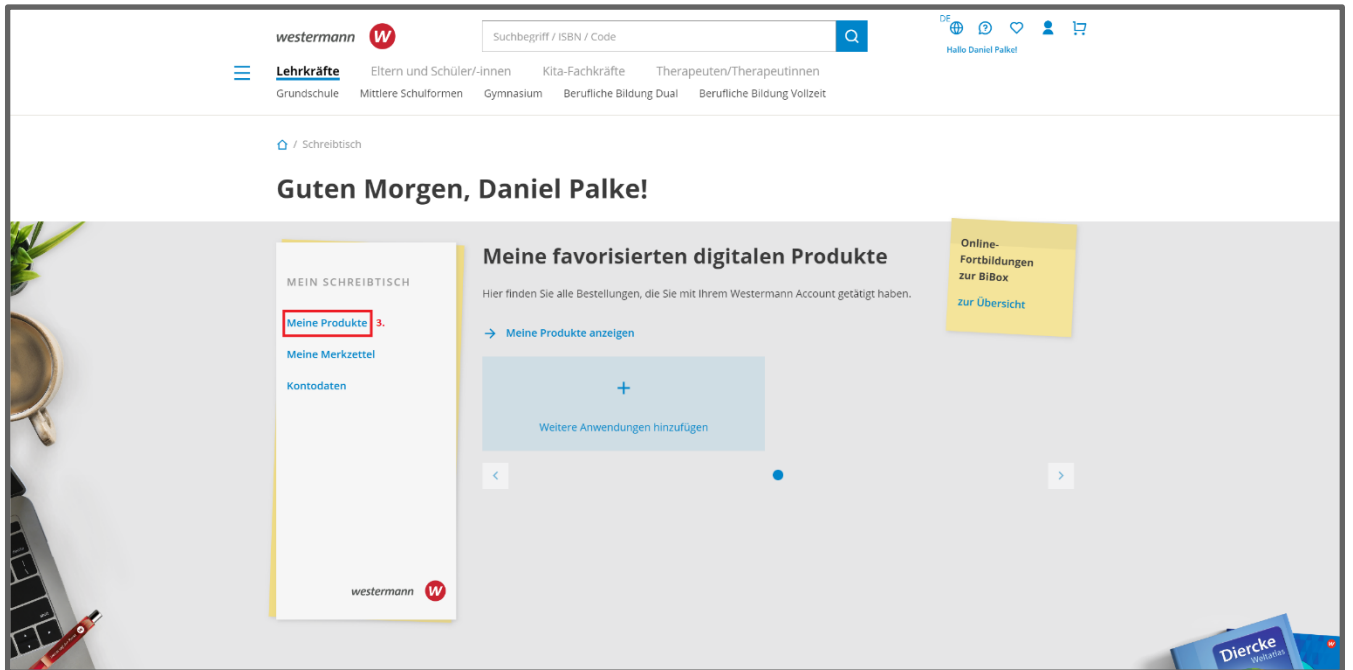 westermann W
Suchbegriff / ISBN / Code
DE
Hallo Daniel Palke!
Lehrkräfte Eltern und Schüler/-innen Kita-Fachkräfte Therapeuten/Therapeutinnen
Grundschule Mittlere Schulformen Gymnasium Berufliche Bildung Dual Berufliche Bildung Vollzeit
/ Schreibtisch
Guten Morgen, Daniel Palke!
MEIN SCHREIBTISCH
Meine Produkte 3.
Meine Merkzettel
Kontodaten
westermann W
Meine favorisierten digitalen Produkte
Hier finden Sie alle Bestellungen, die Sie mit Ihrem Westermann Account getätigt haben.
→ Meine Produkte anzeigen
+
Weitere Anwendungen hinzufügen
< >
Online-
Fortbildungen
zur BiBox
zur Übersicht
Diercke
Weltatlas